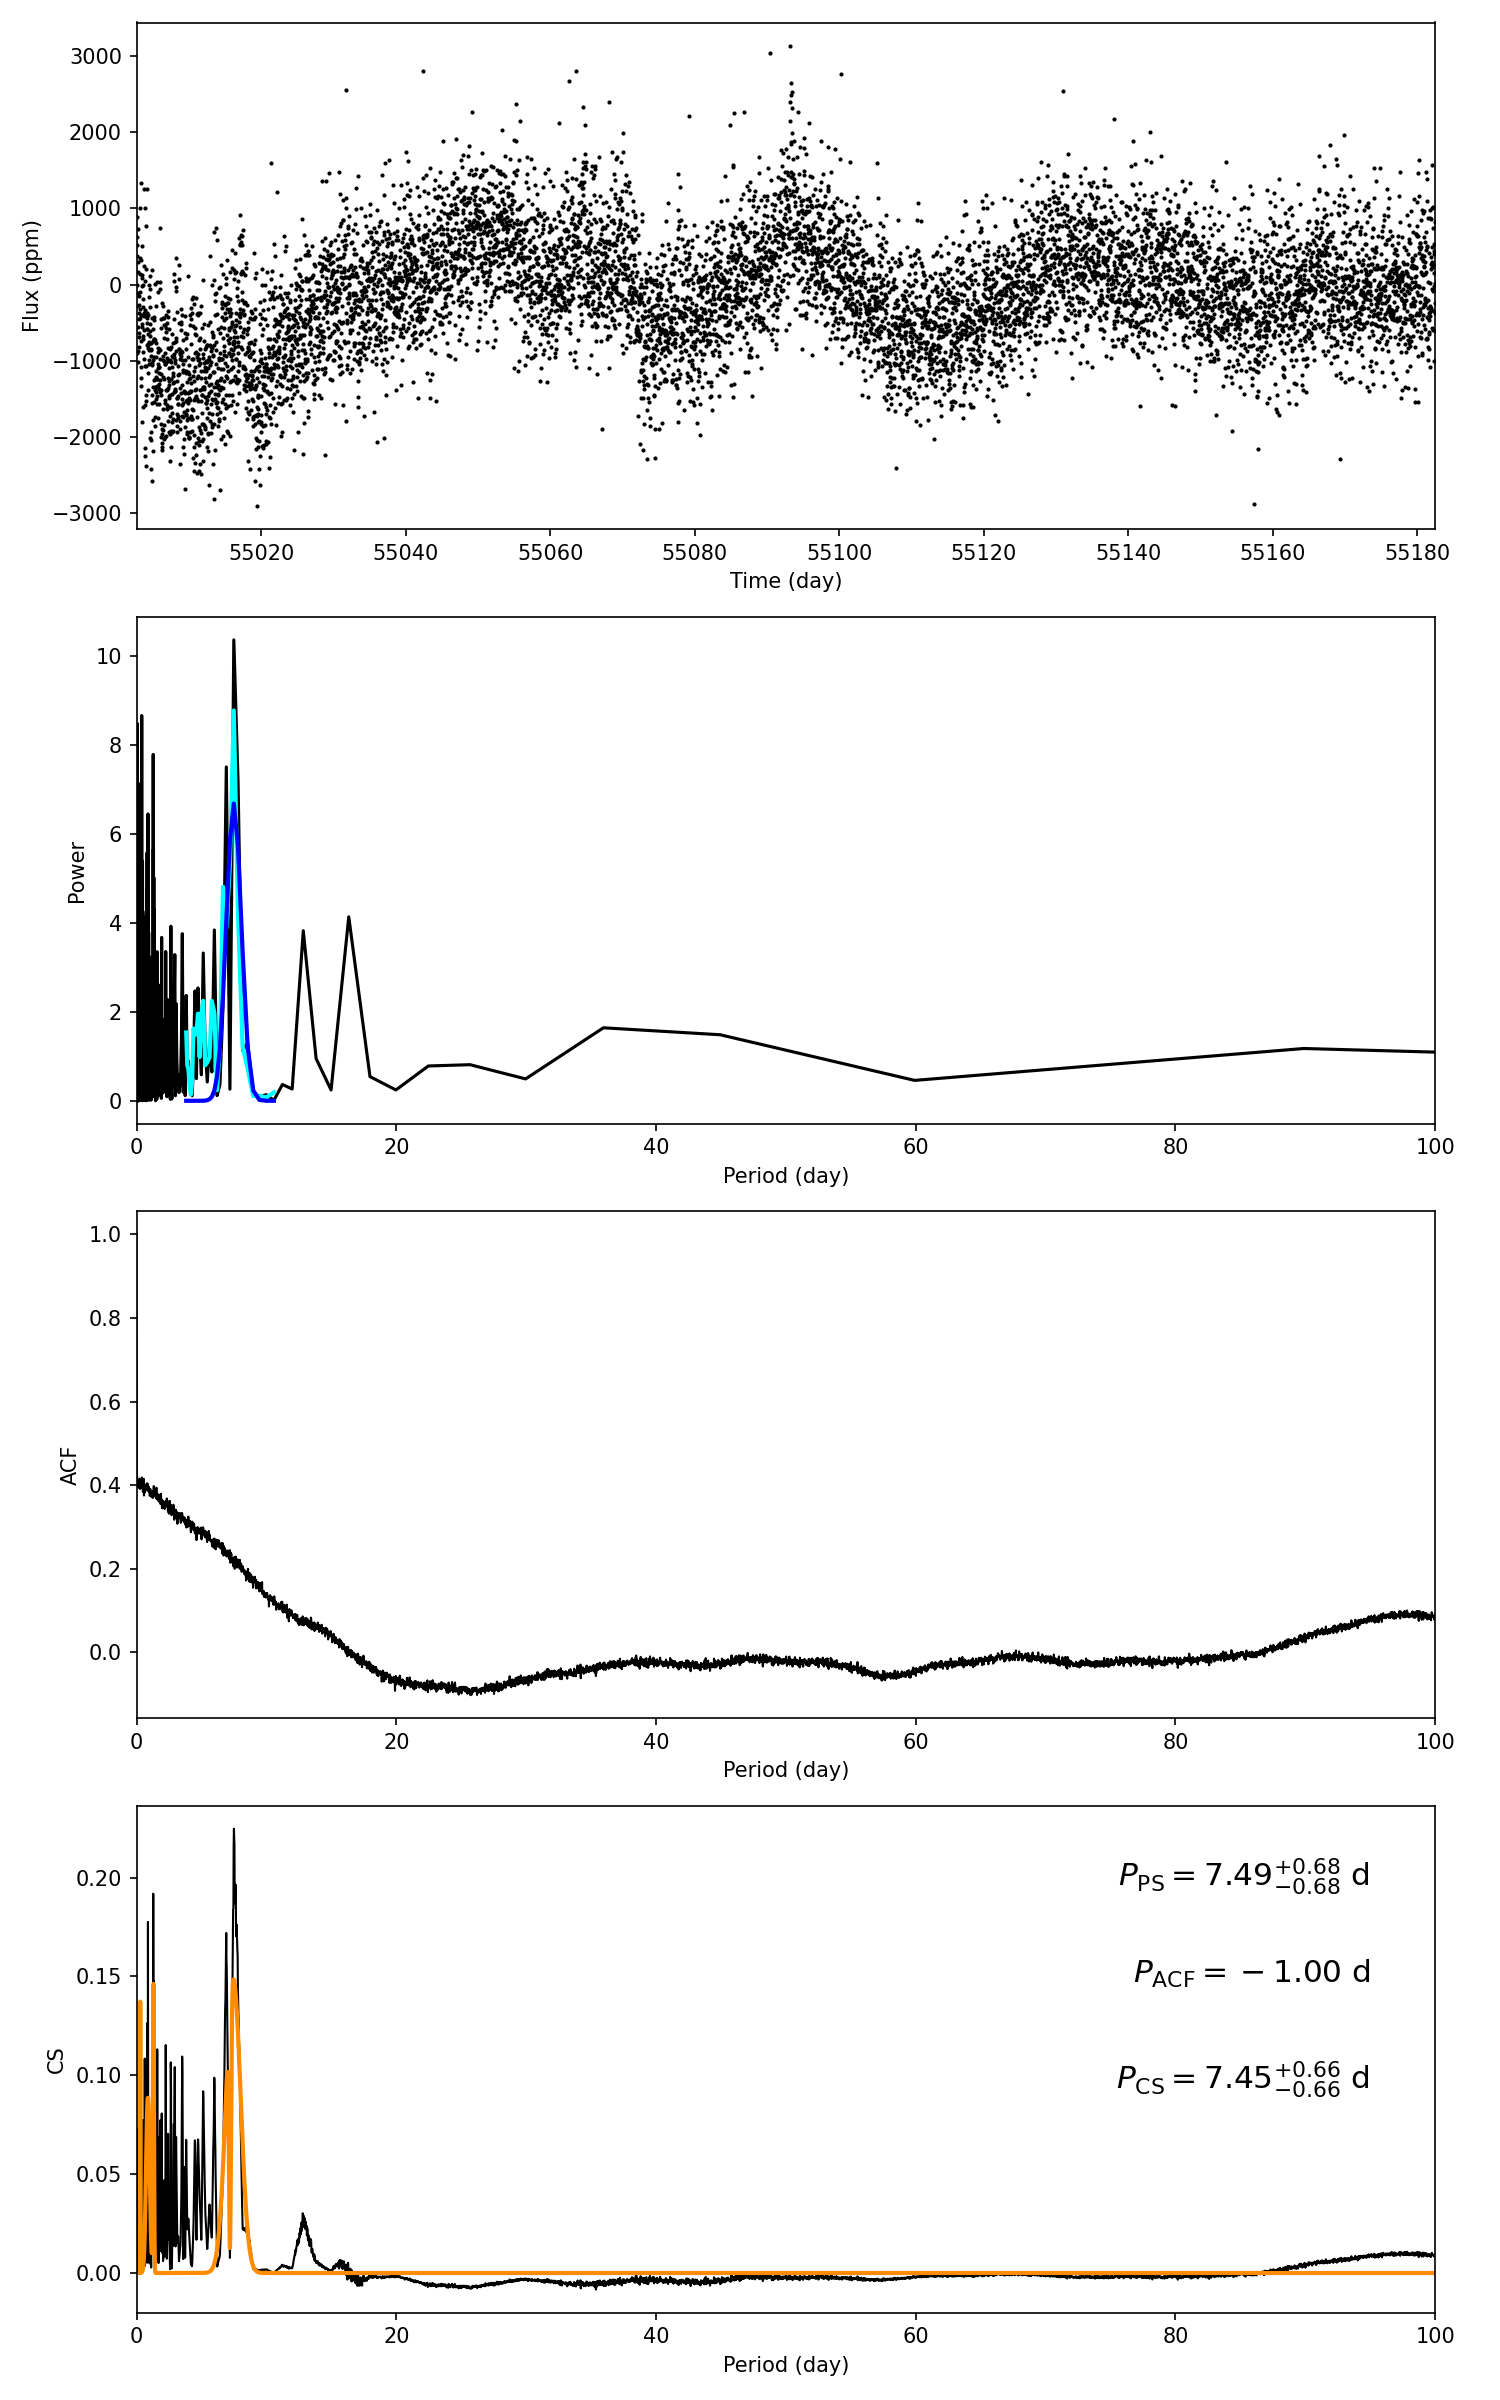 3000
2000
1000
0
−1000
−2000
−3000
Flux (ppm)
55020 55040 55060 55080 55100 55120 55140 55160 55180
Time (day)
10
8
6
4
2
0
Power
0 20 40 60 80 100
Period (day)
1.0
0.8
0.6
0.4
0.2
0.0
ACF
0 20 40 60 80 100
Period (day)
0.20
0.15
0.10
0.05
0.00
CS
P_PS = 7.49 +0.68 −0.68 d
P_ACF = −1.00 d
P_CS = 7.45 +0.66 −0.66 d
0 20 40 60 80 100
Period (day)